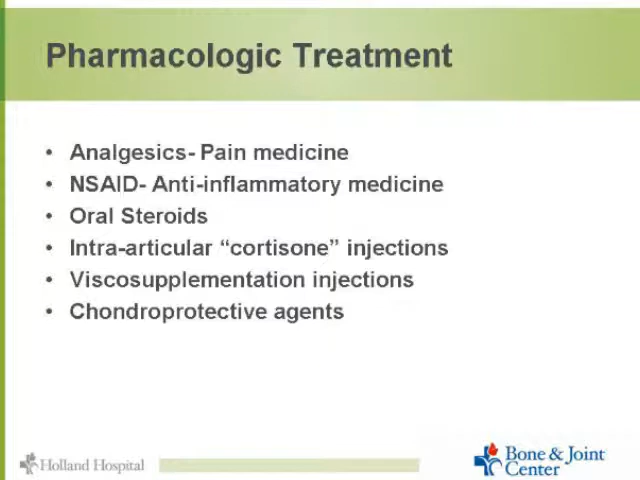 Pharmacologic Treatment
• Analgesics- Pain medicine
• NSAID- Anti-inflammatory medicine
• Oral Steroids
• Intra-articular “cortisone” injections
• Viscosupplementation injections
• Chondroprotective agents
Holland Hospital
Bone & Joint
Center